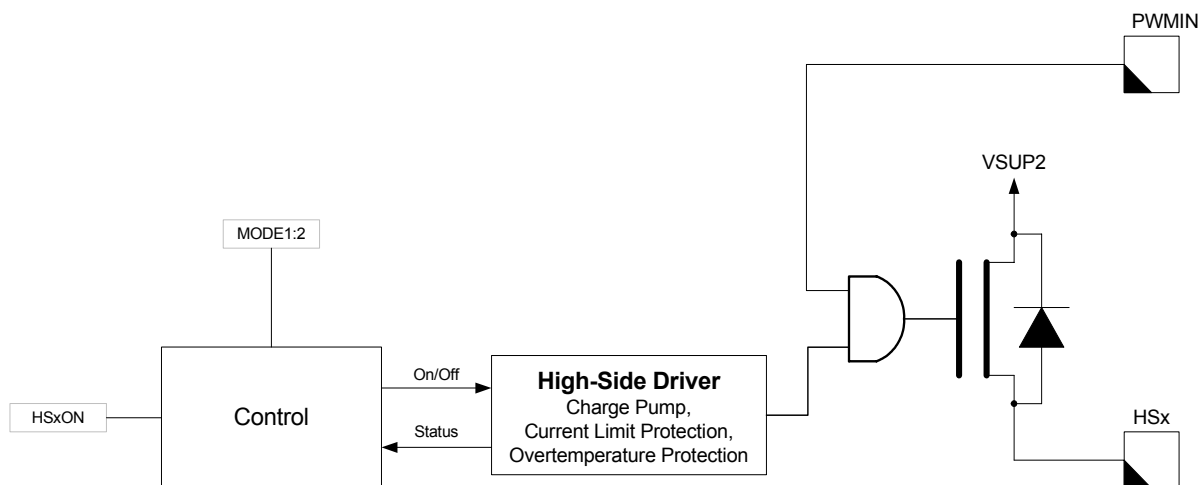 PWMIN
VSUP2
MODE1:2
On/Off
High-Side Driver
Charge Pump,
Current Limit Protection,
Overtemperature Protection
HSxON
Control
Status
HSx